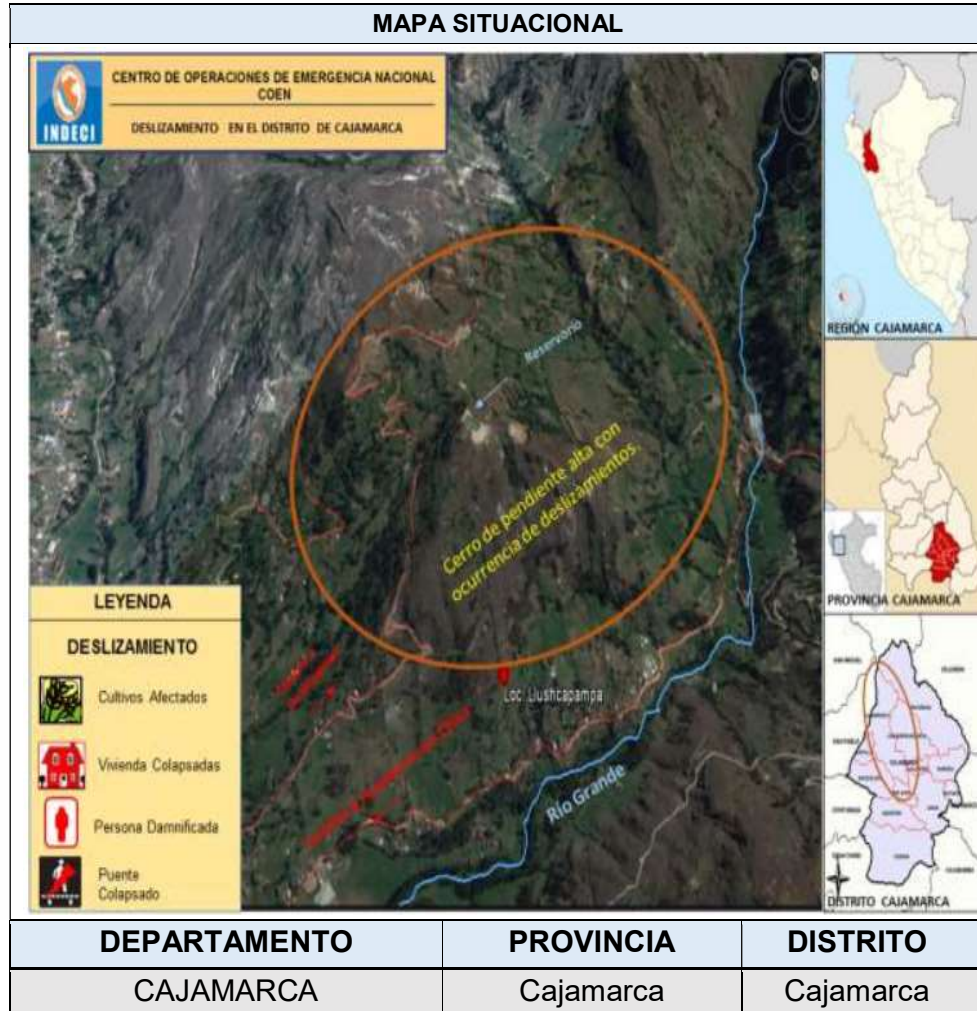 MAPA SITUACIONAL
INDECI
CENTRO DE OPERACIONES DE EMERGENCIA NACIONAL
COEN
DESLIZAMIENTO EN EL DISTRITO DE CAJAMARCA
REGIÓN CAJAMARCA
Reservorio
Cerro de pendiente alta con
ocurrencia de deslizamientos.
PROVINCIA CAJAMARCA
Loc. Llushcapampa
Río Grande
LEYENDA
DESLIZAMIENTO
Cultivos Afectados
Vivienda Colapsadas
Persona Damnificada
Puente
Colapsado
DISTRITO CAJAMARCA
DEPARTAMENTO PROVINCIA DISTRITO
CAJAMARCA Cajamarca Cajamarca